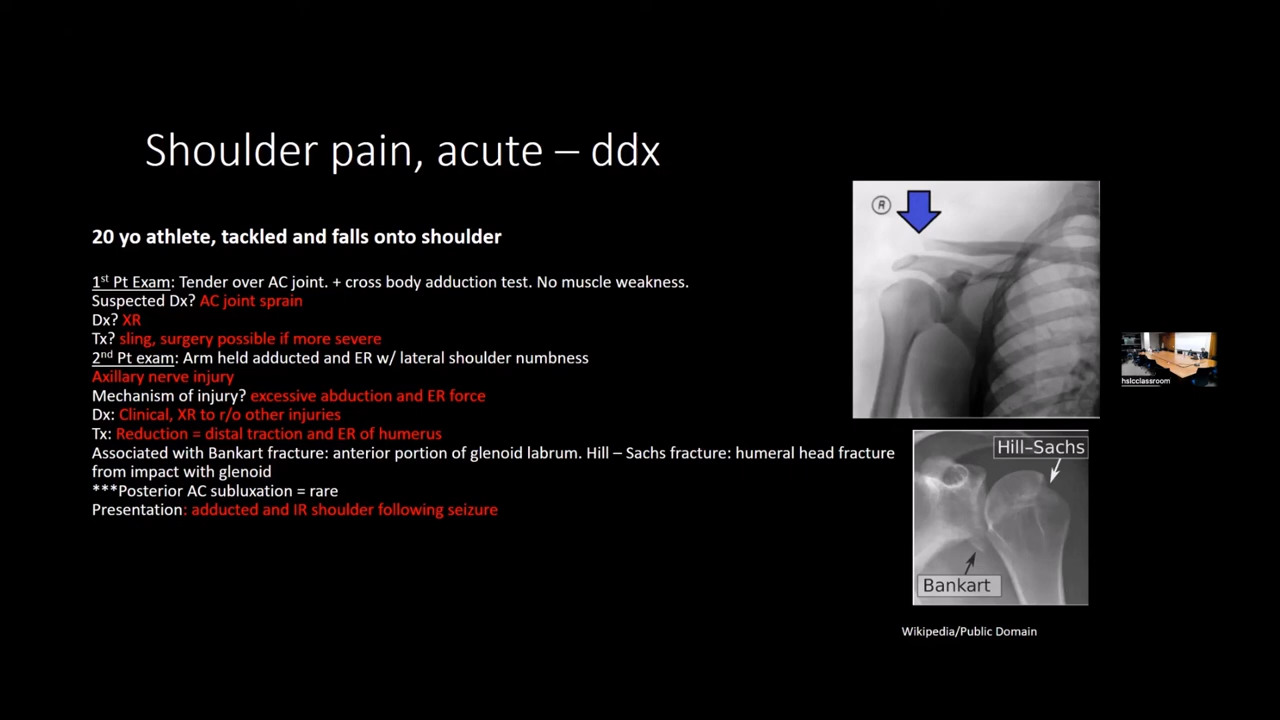 Shoulder pain, acute – ddx
20 yo athlete, tackled and falls onto shoulder
1st Pt Exam: Tender over AC joint. + cross body adduction test. No muscle weakness.
Suspected Dx? AC joint sprain
Dx? XR
Tx? sling, surgery possible if more severe
2nd Pt exam: Arm held adducted and ER w/ lateral shoulder numbness
Axillary nerve injury
Mechanism of injury? excessive abduction and ER force
Dx: Clinical, XR to r/o other injuries
Tx: Reduction = distal traction and ER of humerus
Associated with Bankart fracture: anterior portion of glenoid labrum. Hill – Sachs fracture: humeral head fracture
from impact with glenoid
***Posterior AC subluxation = rare
Presentation: adducted and IR shoulder following seizure
R
Hill–Sachs
Bankart
Wikipedia/Public Domain
hslcclassroom